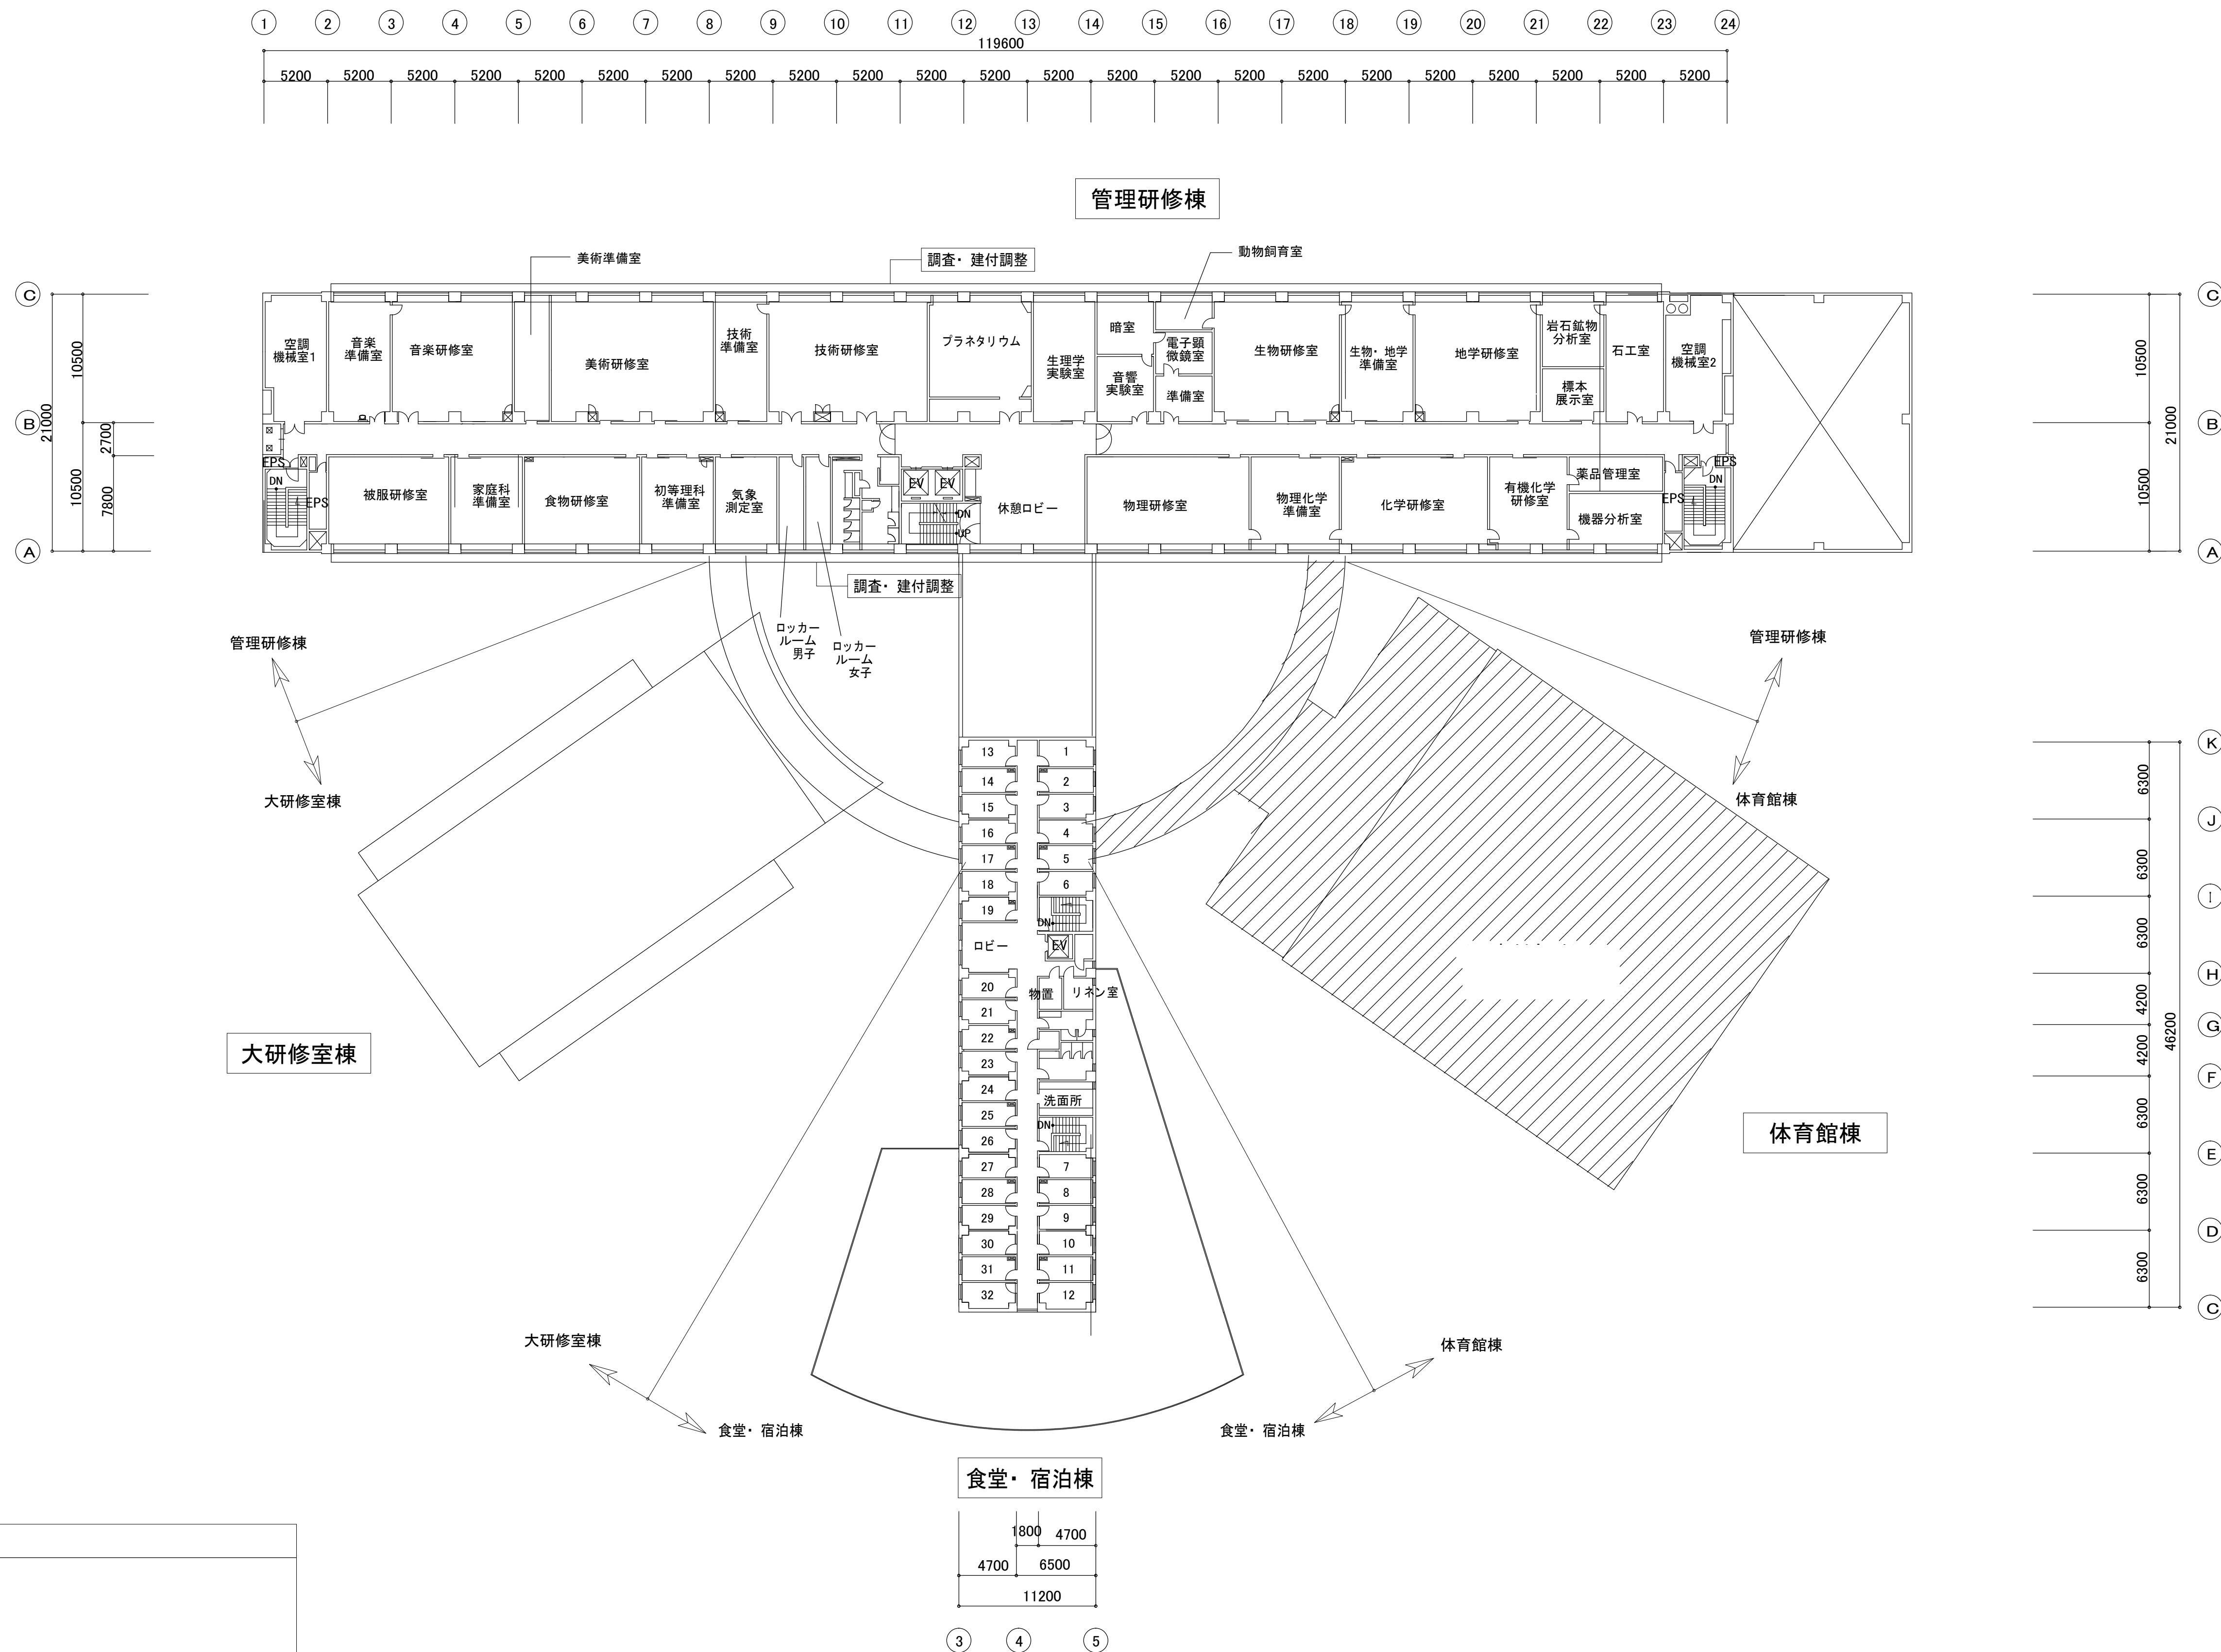 1 2 3 4 5 6 7 8 9 10 11 12 13 14 15 16 17 18 19 20 21 22 23 24
119600
5200 5200 5200 5200 5200 5200 5200 5200 5200 5200 5200 5200 5200 5200 5200 5200 5200 5200 5200 5200 5200 5200 5200
管理研修棟
美術準備室
調査・建付調整
動物飼育室
C
B
A
21000
10500
10500
2700
7800
空調
機械室1
音楽
準備室
音楽研修室
美術研修室
技術
準備室
技術研修室
プラネタリウム
生理学
実験室
暗室
音響
実験室
電子顕
微鏡室
準備室
生物研修室
生物・地学
準備室
地学研修室
岩石鉱物
分析室
標本
展示室
石工室
空調
機械室2
C
B
A
10500
10500
21000
EPS
DN
EPS
被服研修室
家庭科
準備室
食物研修室
初等理科
準備室
気象
測定室
EV
EV
DN
UP
休憩ロビー
物理研修室
物理化学
準備室
化学研修室
有機化学
研修室
薬品管理室
機器分析室
EPS
EPS
DN
調査・建付調整
ロッカー
ルーム
男子
ロッカー
ルーム
女子
管理研修棟
大研修室棟
管理研修棟
体育館棟
13 1
14 2
15 3
16 4
17 5
18 6
19
DN
ロビー
EV
20
物置
リネン室
21
22
23
24
洗面所
25
DN
26
27 7
28 8
29 9
30 10
31 11
32 12
大研修室棟
体育館棟
K
J
I
H
G
F
E
D
C
6300
6300
6300
4200
4200
6300
6300
6300
46200
大研修室棟
食堂・宿泊棟
体育館棟
食堂・宿泊棟
食堂・宿泊棟
1800 4700
4700 6500
11200
3 4 5